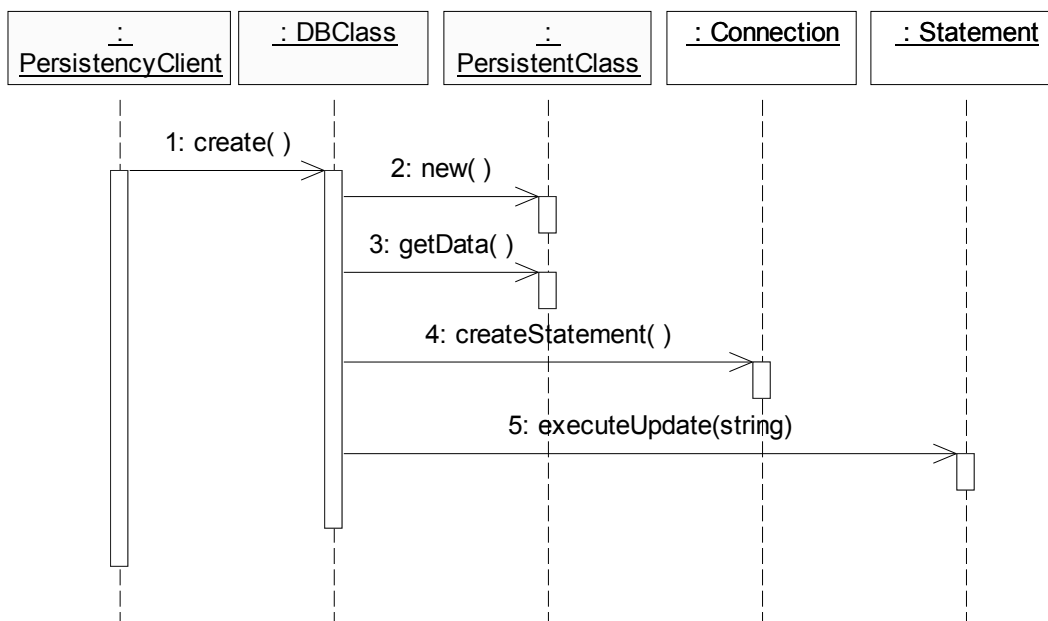 :
PersistencyClient
: DBClass
:
PersistentClass
: Connection
: Statement
1: create( )
2: new( )
3: getData( )
4: createStatement( )
5: executeUpdate(string)